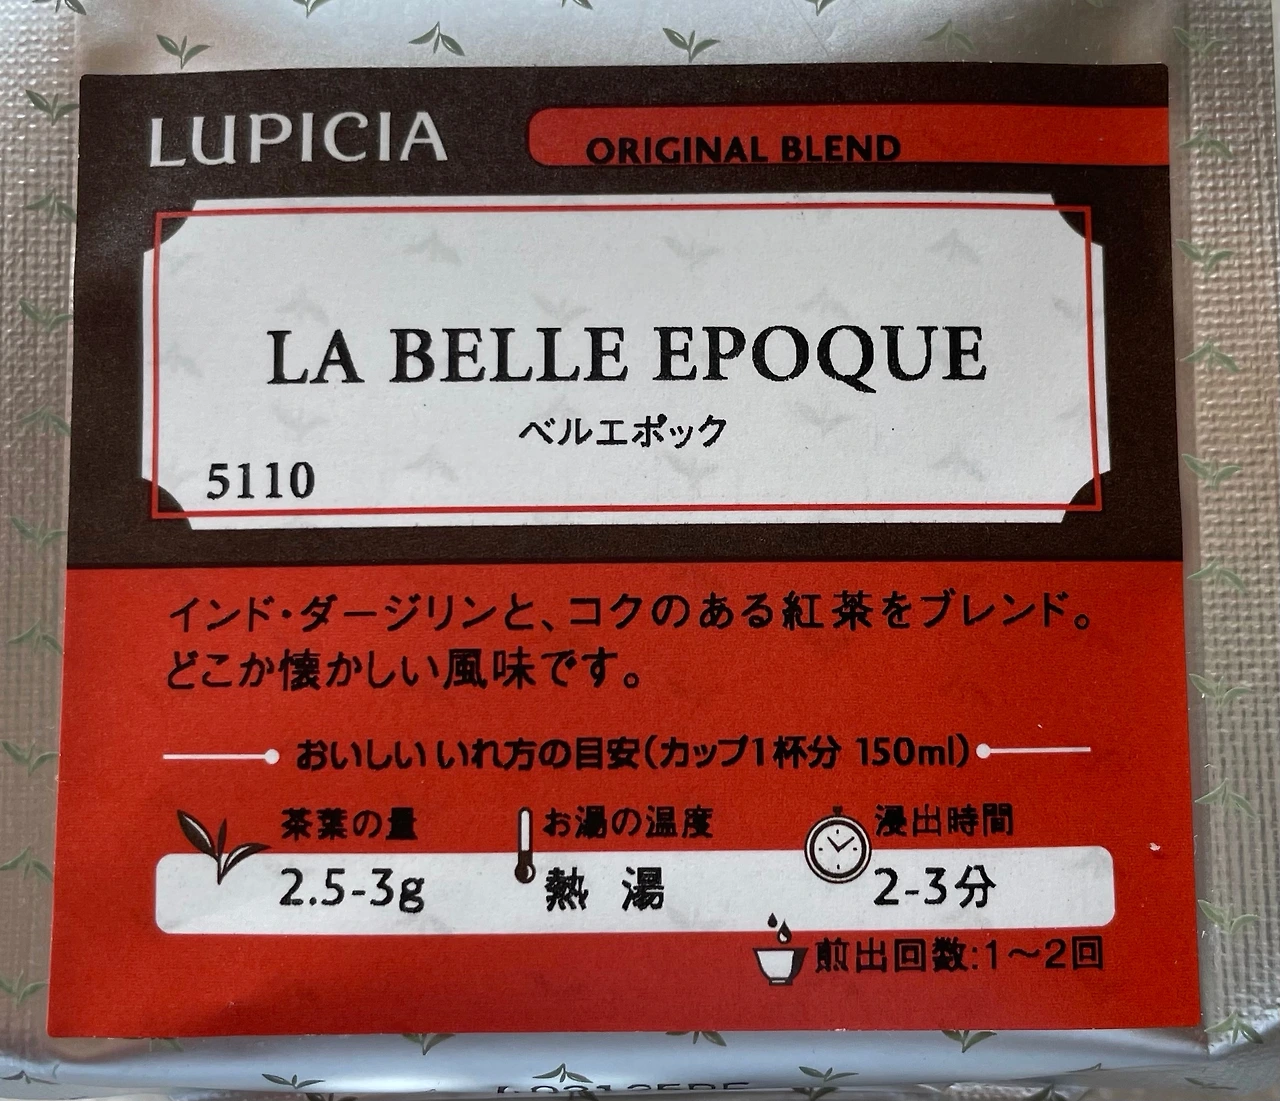 LUPICIA
ORIGINAL BLEND
LA BELLE EPOQUE
ベルエポック
5110
インド・ダージリンと、コクのある紅茶をブレンド。
どこか懐かしい風味です。
おいしいいれ方の目安(カップ1杯分 150ml)
茶葉の量 お湯の温度 浸出時間
2.5-3g 熱湯 2-3分
煎出回数:1〜2回